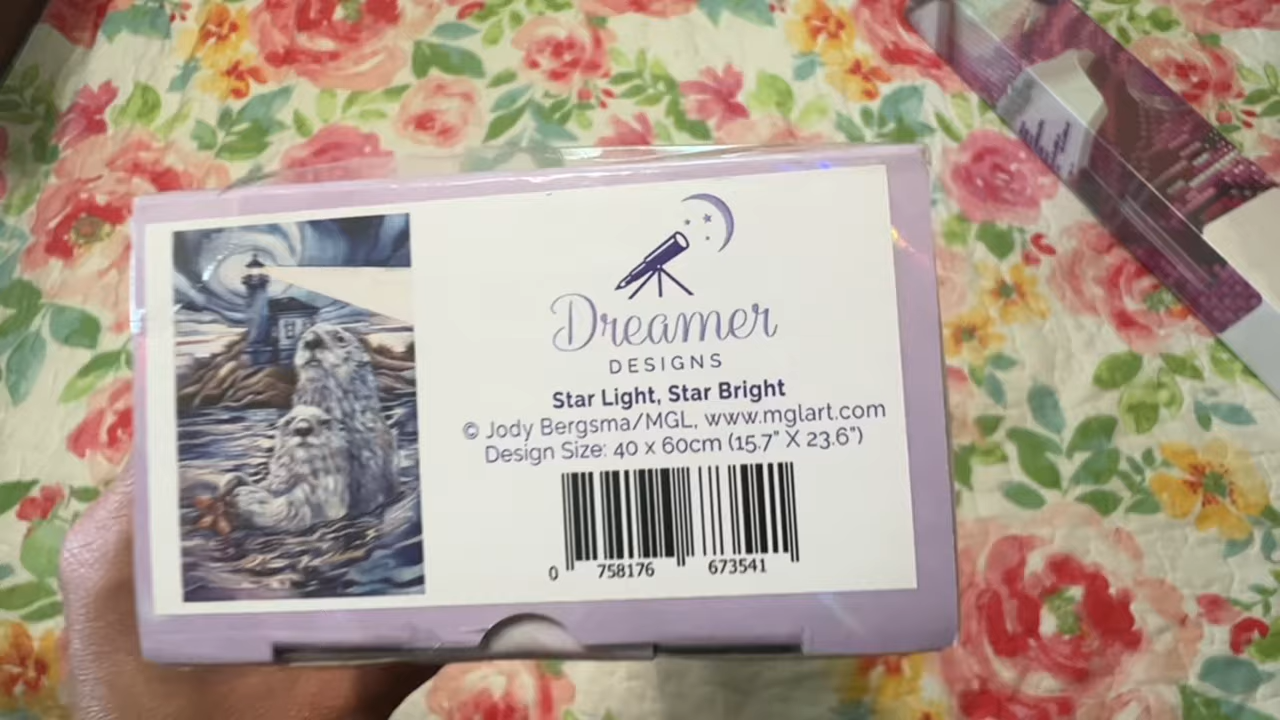 Dreamer
DESIGNS
Star Light, Star Bright
© Jody Bergsma/MGL, www.mglart.com
Design Size: 40 x 60cm (15.7" X 23.6")
0 758176 673541